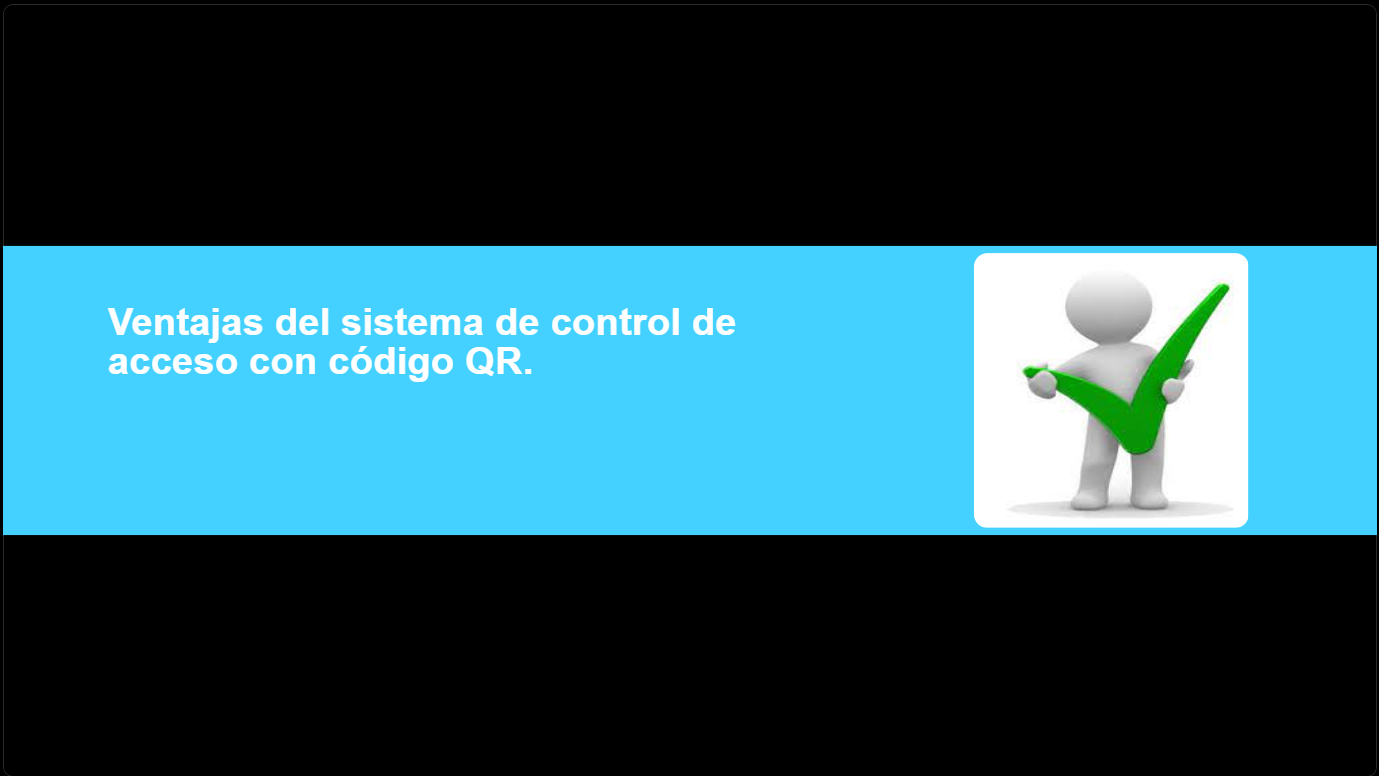 Ventajas del sistema de control de
acceso con código QR.